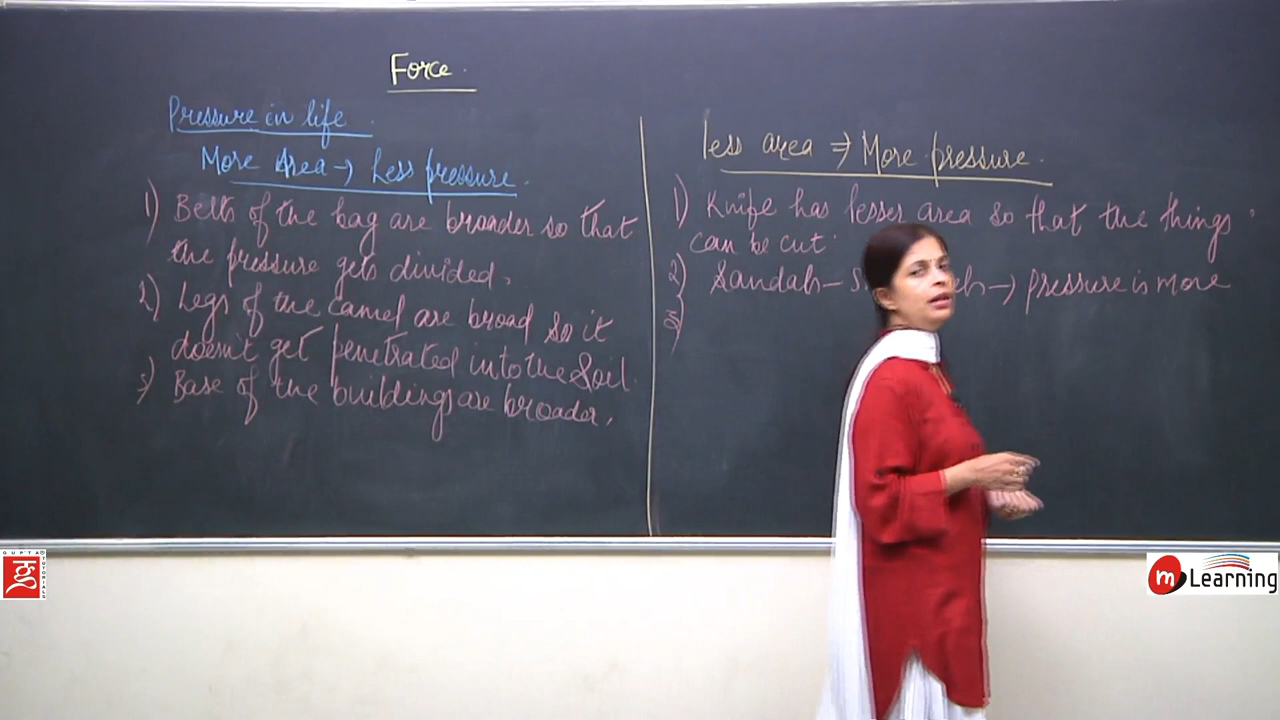 Force.
Pressure in life.
More Area → Less pressure.
1) Belts of the bag are broader so that
the pressure gets divided.
2) Legs of the camel are broad so it
doesn't get penetrated into the Soil.
3) Base of the buildings are broader.
less area ⇒ More pressure.
1) Knife has lesser area so that the things
can be cut.
2) Sandals – → pressure is more
GUPTA TUTORIALS
m Learning